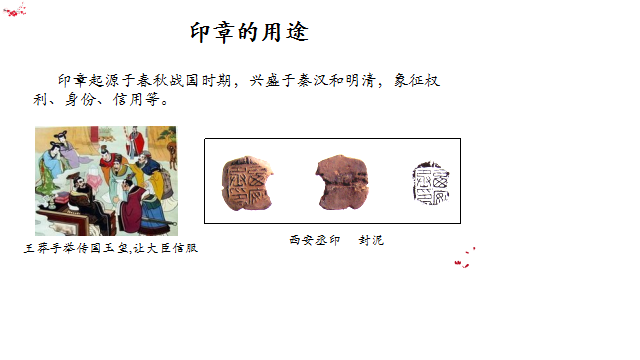 印章的用途
印章起源于春秋战国时期，兴盛于秦汉和明清，象征权
利、身份、信用等。
王莽手举传国玉玺,让大臣信服
西安丞印 封泥